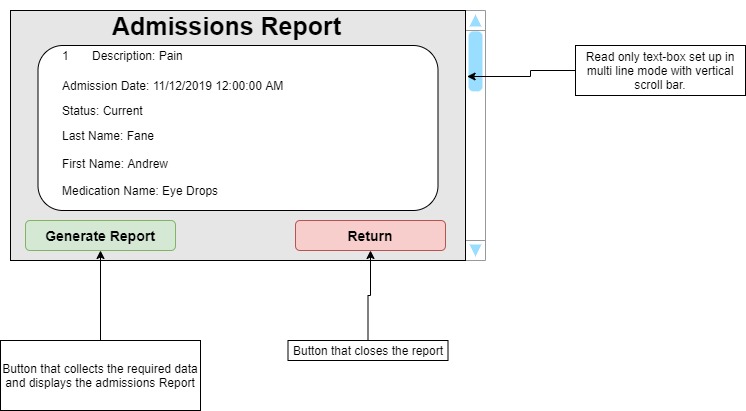 Admissions Report
1 Description: Pain
Admission Date: 11/12/2019 12:00:00 AM
Status: Current
Last Name: Fane
First Name: Andrew
Medication Name: Eye Drops
Generate Report
Return
Read only text-box set up in
multi line mode with vertical
scroll bar.
Button that closes the report
Button that collects the required data
and displays the admissions Report